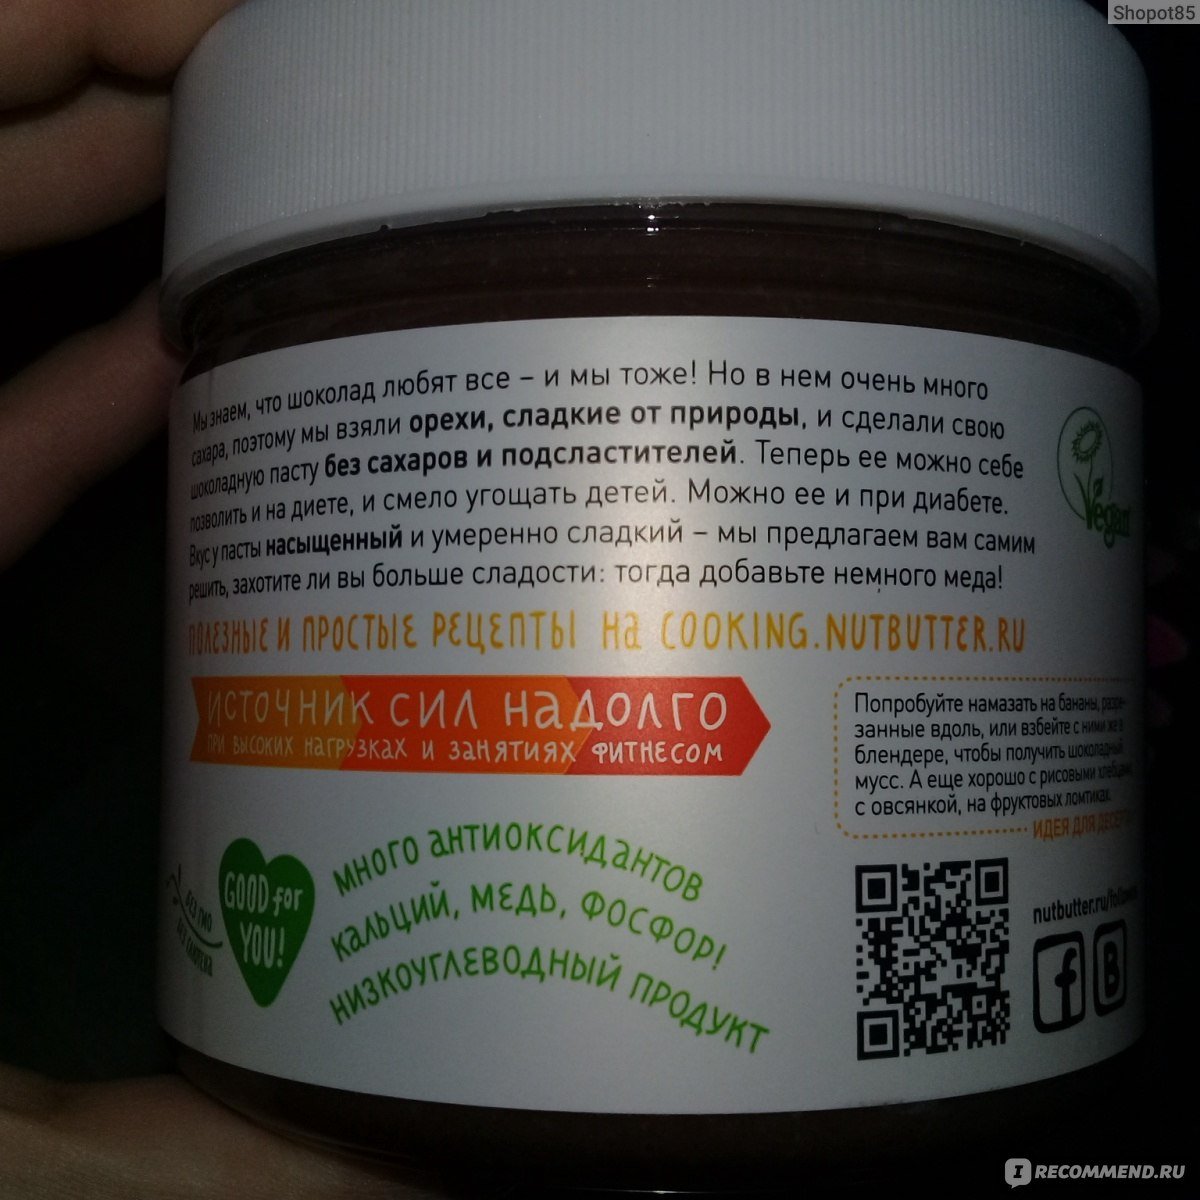 Shopot85
Мы знаем, что шоколад любят все – и мы тоже! Но в нем очень много
сахара, поэтому мы взяли орехи, сладкие от природы, и сделали свою
шоколадную пасту без сахаров и подсластителей. Теперь ее можно себе
позволить и на диете, и смело угощать детей. Можно ее и при диабете.
Вкус у пасты насыщенный и умеренно сладкий – мы предлагаем вам самим
решить, захотите ли вы больше сладости: тогда добавьте немного меда!
Vegan
ПОЛЕЗНЫЕ И ПРОСТЫЕ РЕЦЕПТЫ на COOKING.NUTBUTTER.RU
ИСТОЧНИК СИЛ НАДОЛГО
ПРИ ВЫСОКИХ НАГРУЗКАХ И ЗАНЯТИЯХ ФИТНЕСОМ
Попробуйте намазать на бананы, разре-
занные вдоль, или взбейте с ними же в
блендере, чтобы получить шоколадный
мусс. А еще хорошо с рисовыми хлебцами,
с овсянкой, на фруктовых ломтиках.
ИДЕЯ ДЛЯ
БЕЗ ГМО
GOOD for
YOU!
МНОГО АНТИОКСИДАНТОВ
КАЛЬЦИЙ, МЕДЬ, ФОСФОР!
НИЗКОУГЛЕВОДНЫЙ ПРОДУКТ
nutbutter.ru/
f B
I RECOMMEND.RU